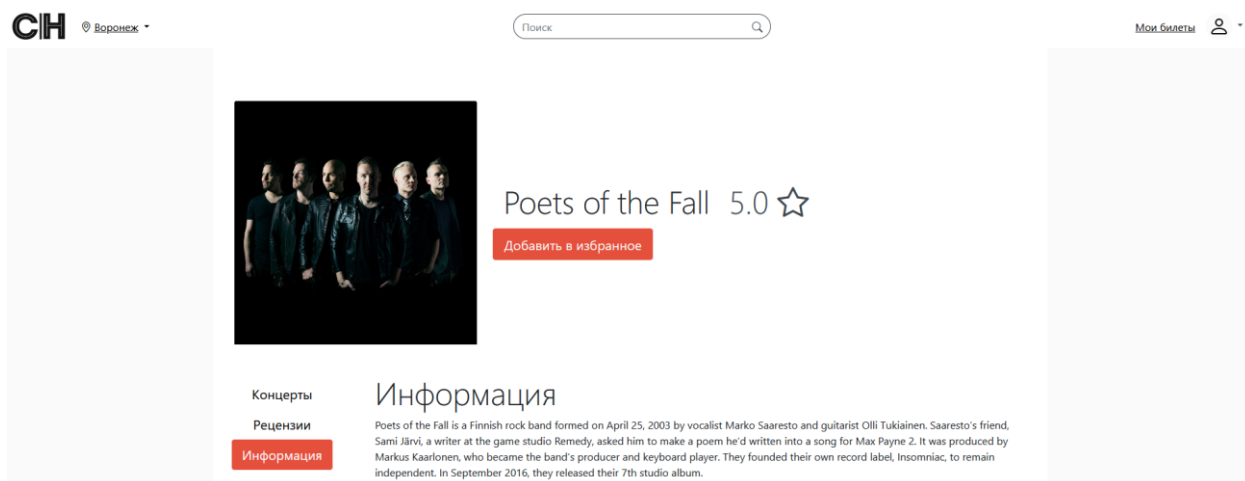 CH
Воронеж
Поиск
Мои билеты
Poets of the Fall 5.0
Добавить в избранное
Концерты
Рецензии
Информация
Информация
Poets of the Fall is a Finnish rock band formed on April 25, 2003 by vocalist Marko Saaresto and guitarist Olli Tukiainen. Saaresto's friend,
Sami Järvi, a writer at the game studio Remedy, asked him to make a poem he'd written into a song for Max Payne 2. It was produced by
Markus Kaarlonen, who became the band's producer and keyboard player. They founded their own record label, Insomniac, to remain
independent. In September 2016, they released their 7th studio album.